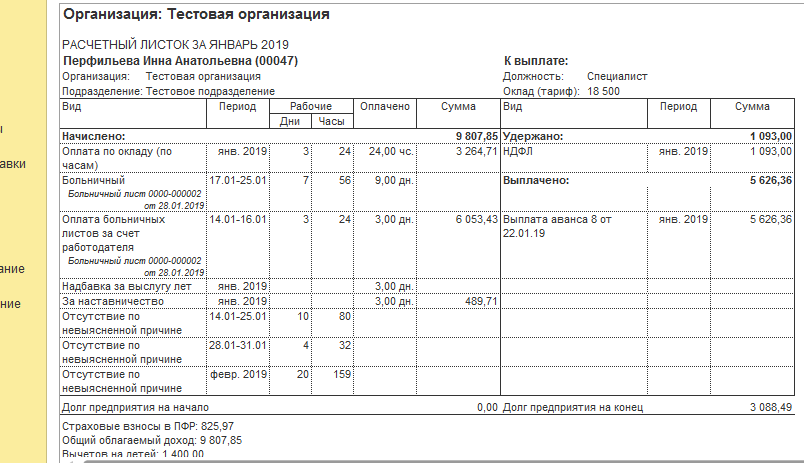 Организация: Тестовая организация
РАСЧЕТНЫЙ ЛИСТОК ЗА ЯНВАРЬ 2019
Перфильева Инна Анатольевна (00047) К выплате:
Организация: Тестовая организация Должность: Специалист
Подразделение: Тестовое подразделение Оклад (тариф): 18 500
Вид Период Рабочие Оплачено Сумма Вид Период Сумма
Дни Часы
Начислено: 9 807,85 Удержано: 1 093,00
Оплата по окладу (по янв. 2019 3 24 24,00 чс. 3 264,71 НДФЛ янв. 2019 1 093,00
часам)
Больничный 17.01-25.01 7 56 9,00 дн. Выплачено: 5 626,36
Больничный лист 0000-000002
от 28.01.2019
Оплата больничных 14.01-16.01 3 24 3,00 дн. 6 053,43 Выплата аванса 8 от янв. 2019 5 626,36
листов за счет 22.01.19
работодателя
Больничный лист 0000-000002
от 28.01.2019
Надбавка за выслугу лет янв. 2019 3,00 дн.
За наставничество янв. 2019 3,00 дн. 489,71
Отсутствие по 14.01-25.01 10 80
невыясненной причине
Отсутствие по 28.01-31.01 4 32
невыясненной причине
Отсутствие по февр. 2019 20 159
невыясненной причине
Долг предприятия на начало 0,00 Долг предприятия на конец 3 088,49
Страховые взносы в ПФР: 825,97
Общий облагаемый доход: 9 807,85
Вычетов на детей: 1 400,00
авки
ание
ние